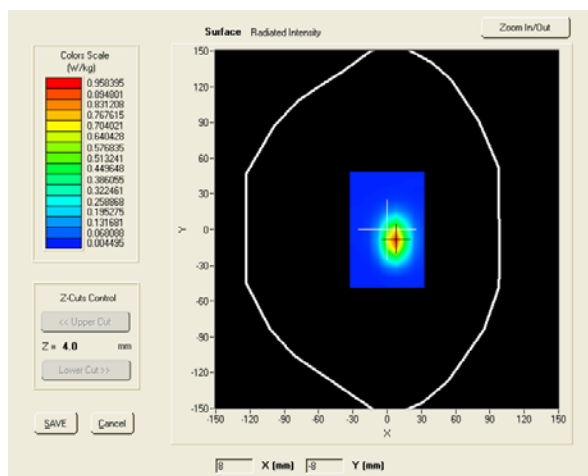 Surface Radiated Intensity
Zoom In/Out
Colors Scale
(W/kg)
0.958395
0.894801
0.831208
0.767615
0.704021
0.640428
0.576835
0.513241
0.449648
0.386055
0.322461
0.258868
0.195275
0.131681
0.068088
0.004495
Z-Cuts Control
<< Upper Cut
Z = 4.0 mm
Lower Cut >>
SAVE Cancel
150
120
90
60
30
0
-30
-60
-90
-120
-150
Y
-150 -120 -90 -60 -30 0 30 60 90 120 150
X
8 X (mm) -8 Y (mm)